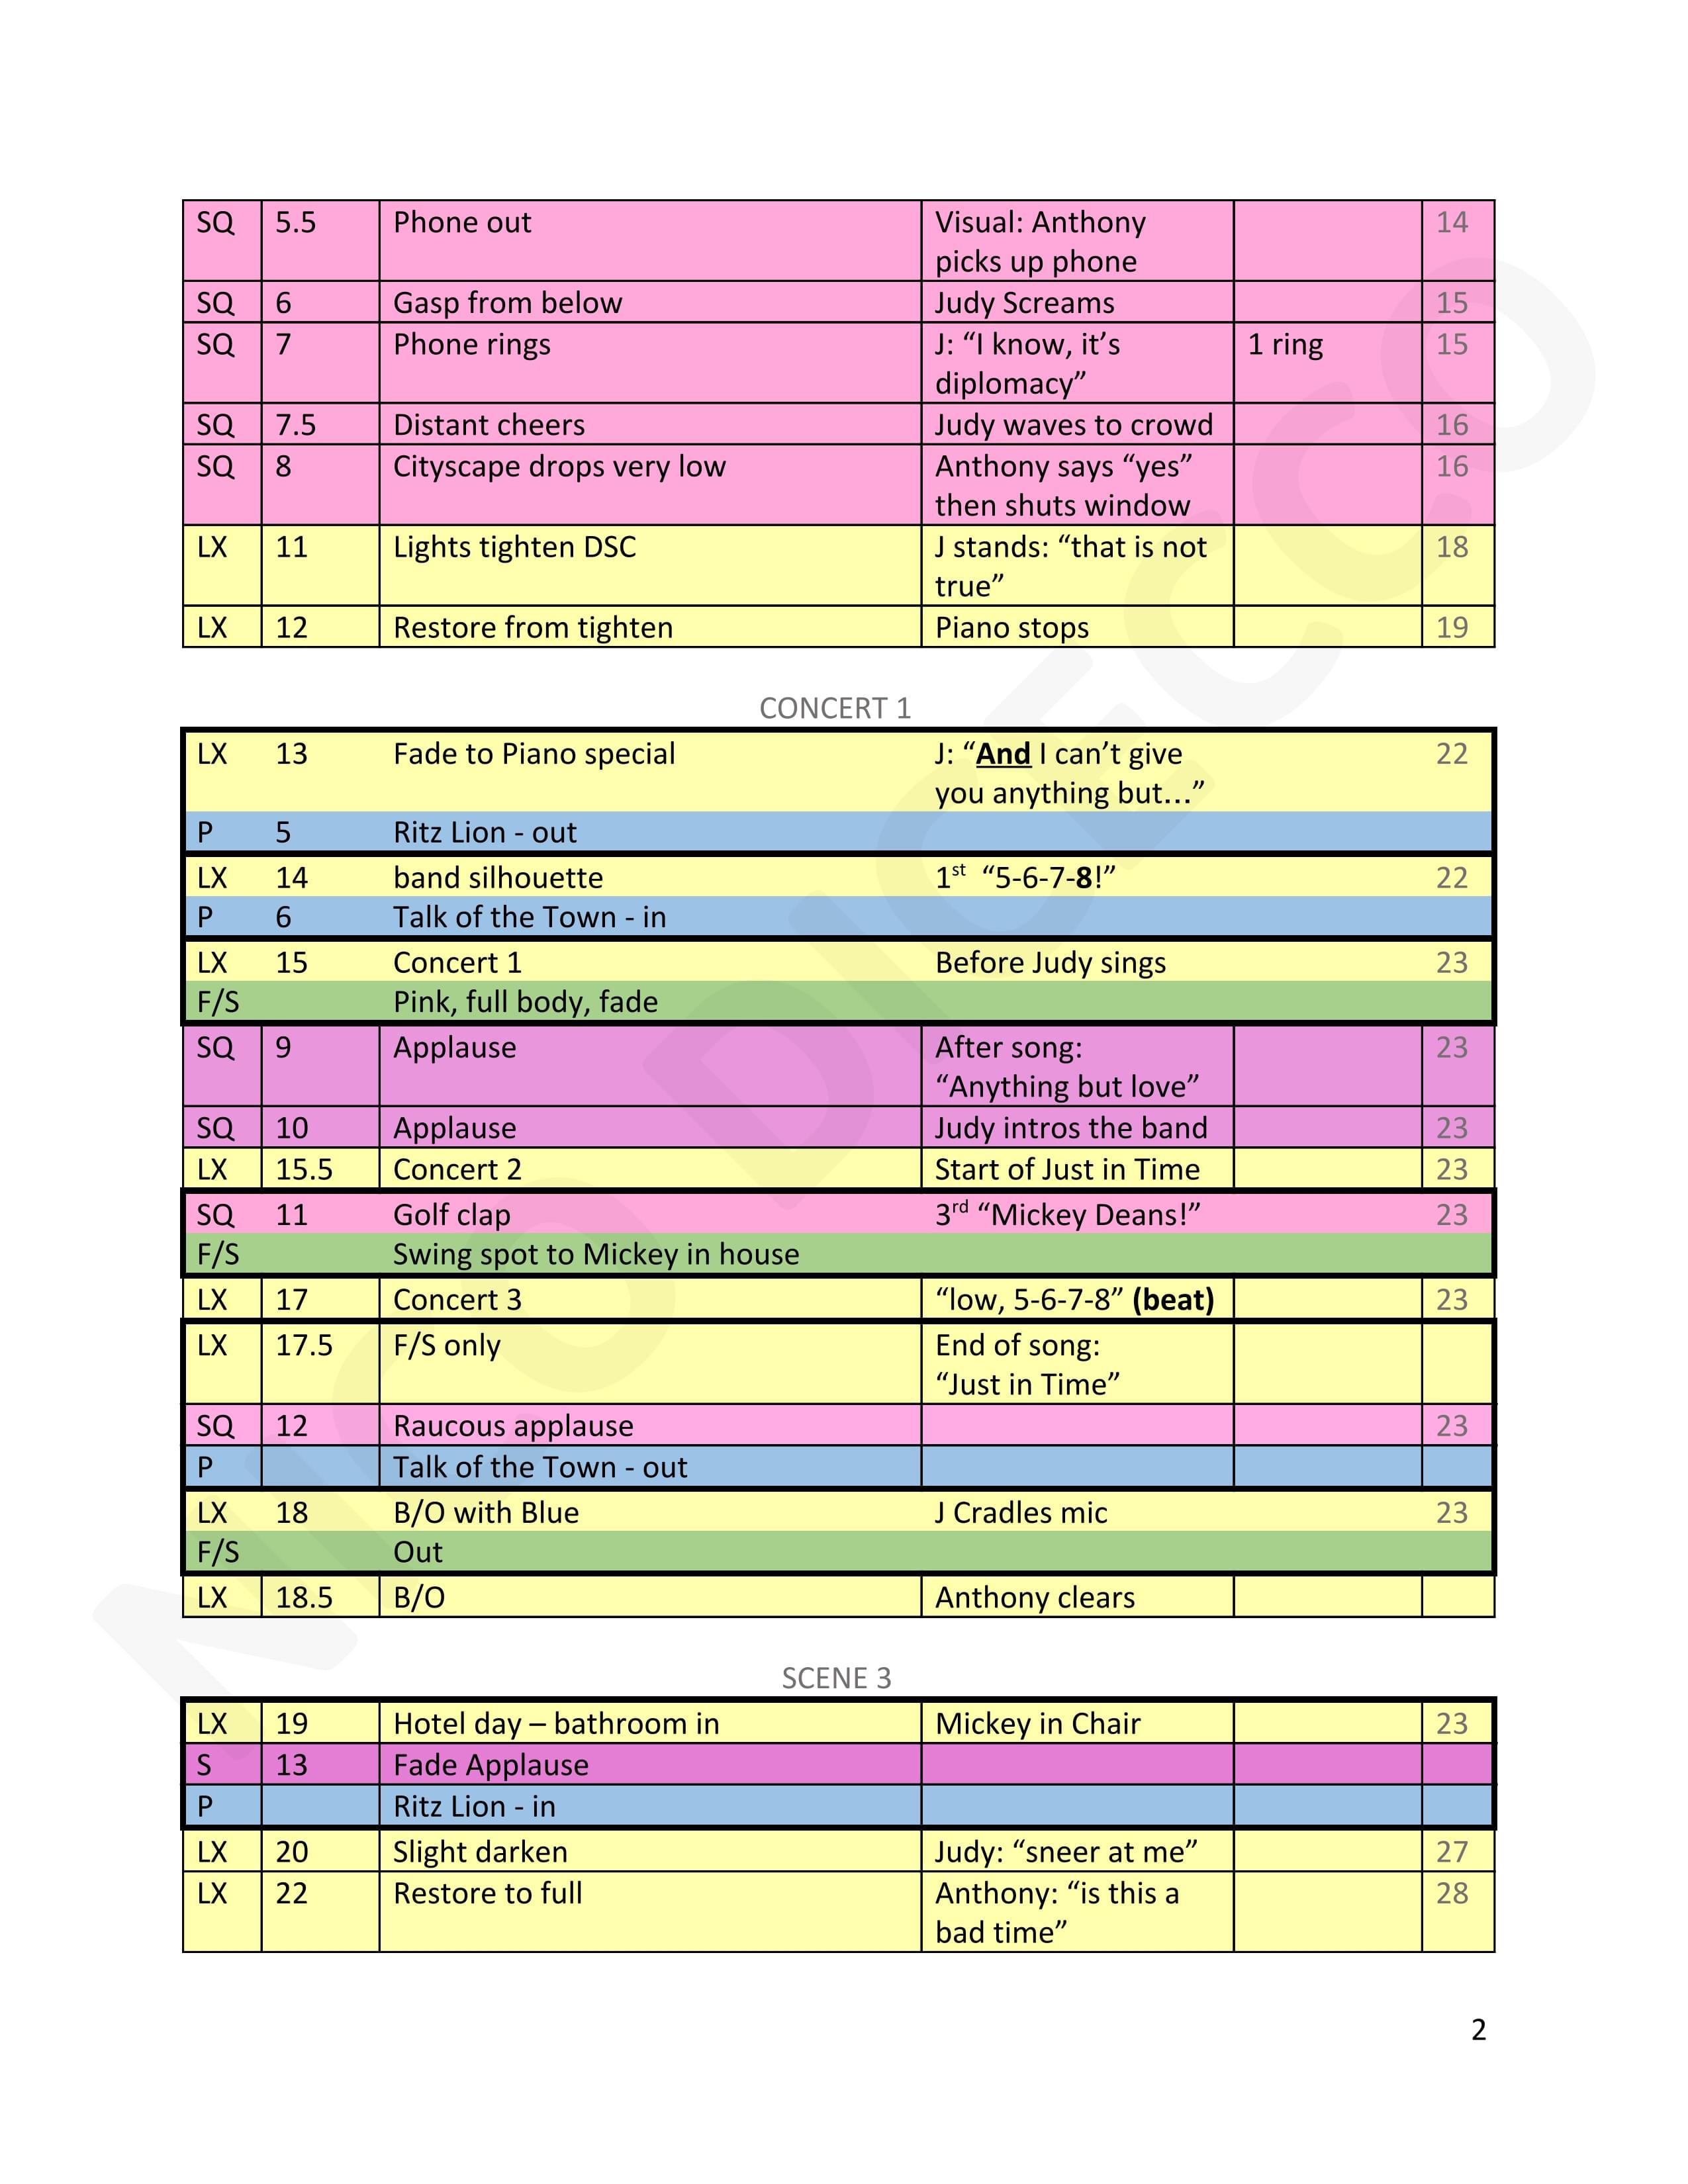 SQ 5.5 Phone out Visual: Anthony 14
picks up phone
SQ 6 Gasp from below Judy Screams 15
SQ 7 Phone rings J: “I know, it’s 1 ring 15
diplomacy”
SQ 7.5 Distant cheers Judy waves to crowd 16
SQ 8 Cityscape drops very low Anthony says “yes” 16
then shuts window
LX 11 Lights tighten DSC J stands: “that is not 18
true”
LX 12 Restore from tighten Piano stops 19
CONCERT 1
LX 13 Fade to Piano special J: “And I can’t give 22
you anything but…”
P 5 Ritz Lion - out
LX 14 band silhouette 1st “5-6-7-8!” 22
P 6 Talk of the Town - in
LX 15 Concert 1 Before Judy sings 23
F/S Pink, full body, fade
SQ 9 Applause After song: 23
“Anything but love”
SQ 10 Applause Judy intros the band 23
LX 15.5 Concert 2 Start of Just in Time 23
SQ 11 Golf clap 3rd “Mickey Deans!” 23
F/S Swing spot to Mickey in house
LX 17 Concert 3 “low, 5-6-7-8” (beat) 23
LX 17.5 F/S only End of song:
“Just in Time”
SQ 12 Raucous applause 23
P Talk of the Town - out
LX 18 B/O with Blue J Cradles mic 23
F/S Out
LX 18.5 B/O Anthony clears
SCENE 3
LX 19 Hotel day – bathroom in Mickey in Chair 23
S 13 Fade Applause
P Ritz Lion - in
LX 20 Slight darken Judy: “sneer at me” 27
LX 22 Restore to full Anthony: “is this a 28
bad time”
2
NICO DICECCO